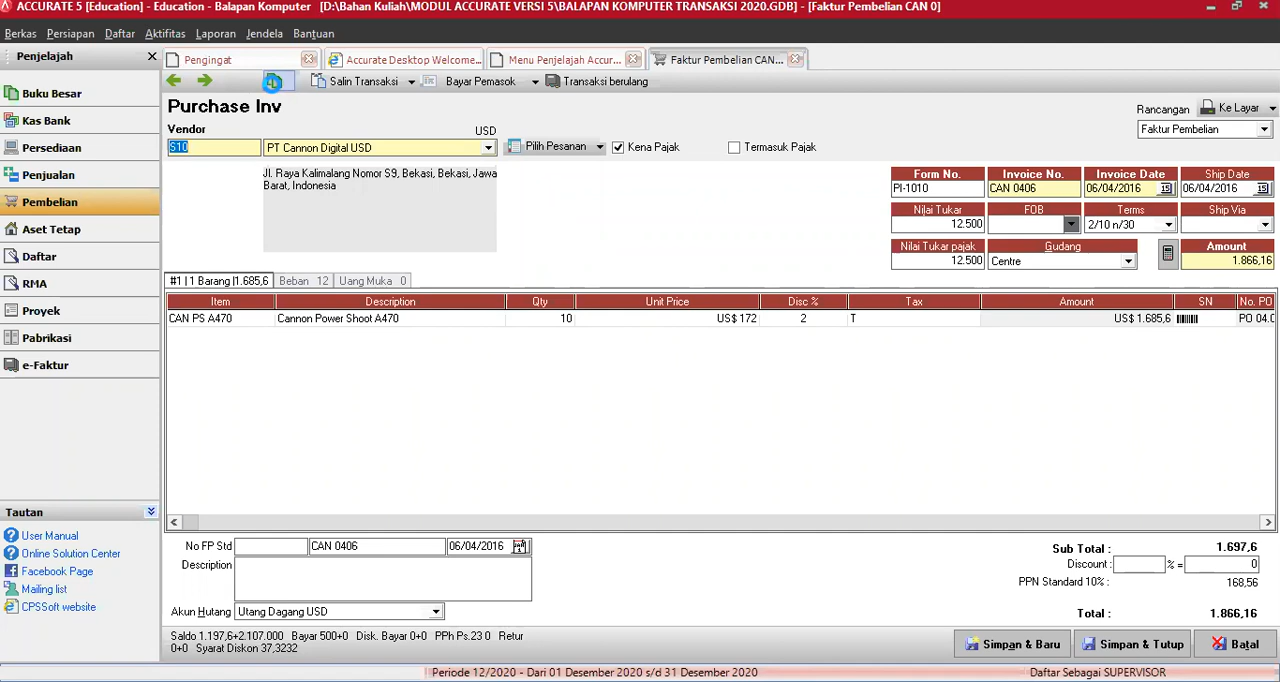 ACCURATE 5 [Education] - Education - Balapan Komputer [D:\Bahan Kuliah\MODUL ACCURATE VERSI 5\BALAPAN KOMPUTER TRANSAKSI 2020.GDB] - [Faktur Pembelian CAN 0]
Berkas Persiapan Daftar Aktifitas Laporan Jendela Bantuan
Penjelajah
Pengingat
Accurate Desktop Welcome...
Menu Penjelajah Accur...
Faktur Pembelian CAN...
Salin Transaksi Bayar Pemasok Transaksi berulang
Buku Besar
Kas Bank
Persediaan
Penjualan
Pembelian
Aset Tetap
Daftar
RMA
Proyek
Pabrikasi
e-Faktur
Tautan
User Manual
Online Solution Center
Facebook Page
Mailing list
CPSSoft website
Purchase Inv
Rancangan Ke Layar
Faktur Pembelian
Vendor USD
S10 PT Cannon Digital USD Pilih Pesanan Kena Pajak Termasuk Pajak
Jl. Raya Kalimalang Nomor S9, Bekasi, Bekasi, Jawa
Barat, Indonesia
Form No. Invoice No. Invoice Date Ship Date
PI-1010 CAN 0406 06/04/2016 15 06/04/2016 15
Nilai Tukar FOB Terms Ship Via
12.500 2/10 n/30
Nilai Tukar pajak Gudang Amount
12.500 Centre 1.866,16
#1 | 1 Barang |1.685,6 Beban 12 Uang Muka 0
Item Description Qty Unit Price Disc % Tax Amount SN No. PO
CAN PS A470 Cannon Power Shoot A470 10 US$ 172 2 T US$ 1.685,6 PO 04.0
No FP Std CAN 0406 06/04/2016
Description
Akun Hutang Utang Dagang USD
Sub Total : 1.697,6
Discount : % = 0
PPN Standard 10% : 168,56
Total : 1.866,16
Saldo 1.197,6+2.107.000 Bayar 500+0 Disk. Bayar 0+0 PPh Ps.23 0 Retur
0+0 Syarat Diskon 37,3232
Simpan & Baru Simpan & Tutup Batal
Periode 12/2020 - Dari 01 Desember 2020 s/d 31 Desember 2020 Daftar Sebagai SUPERVISOR